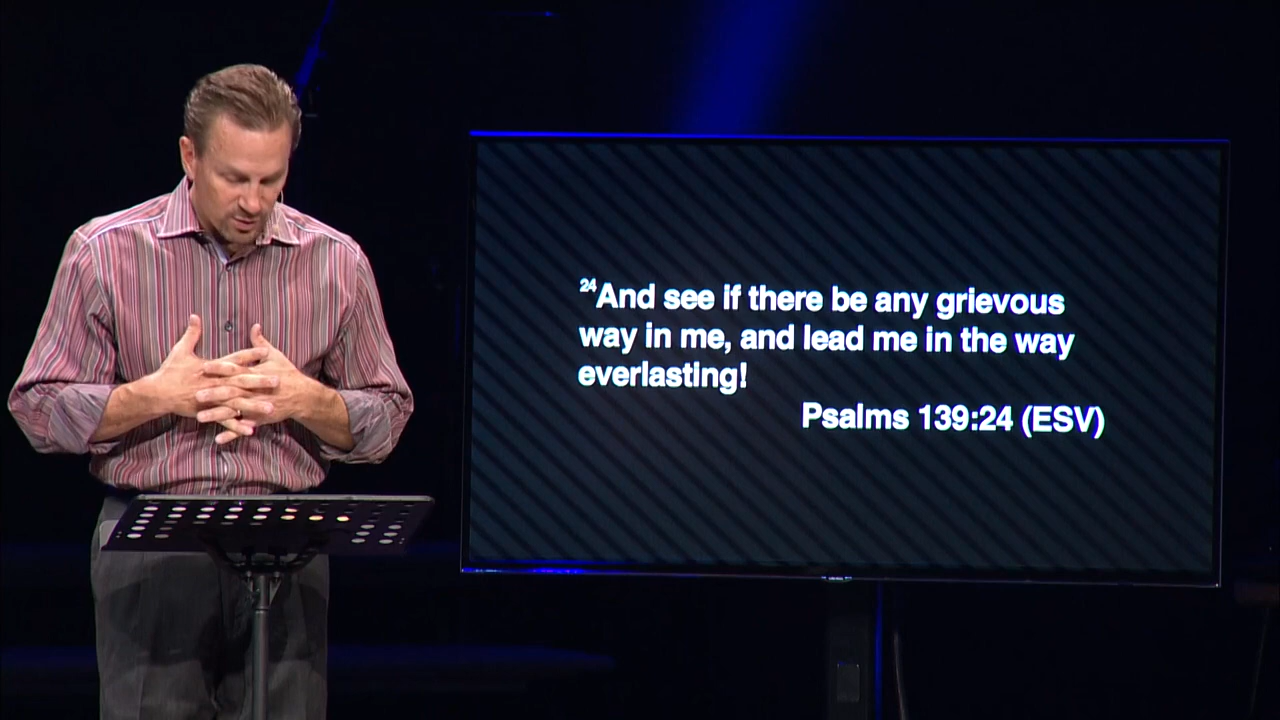 24And see if there be any grievous
way in me, and lead me in the way
everlasting!
Psalms 139:24 (ESV)